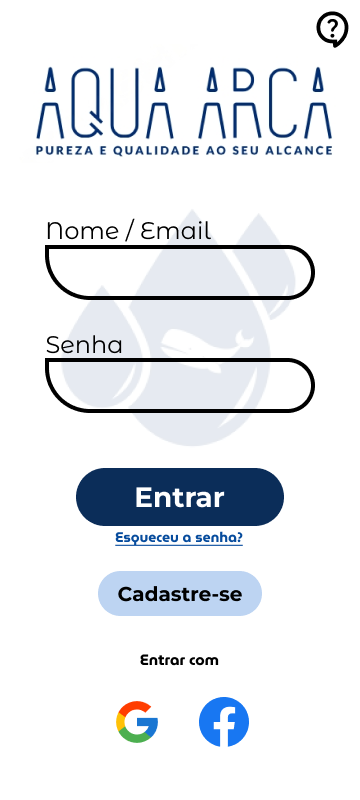 AQUA ARCA
PUREZA E QUALIDADE AO SEU ALCANCE
Nome / Email
Senha
Entrar
Esqueceu a senha?
Cadastre-se
Entrar com